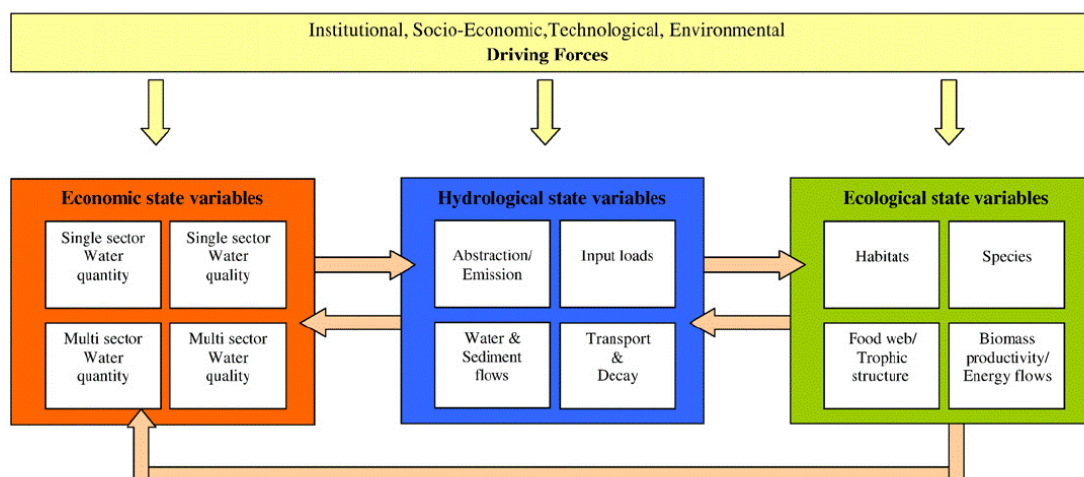 Institutional, Socio-Economic,Technological, Environmental
Driving Forces
Economic state variables
Single sector
Water
quantity
Single sector
Water
quality
Multi sector
Water
quantity
Multi sector
Water
quality
Hydrological state variables
Abstraction/
Emission
Input loads
Water &
Sediment
flows
Transport
&
Decay
Ecological state variables
Habitats
Species
Food web/
Trophic
structure
Biomass
productivity/
Energy flows